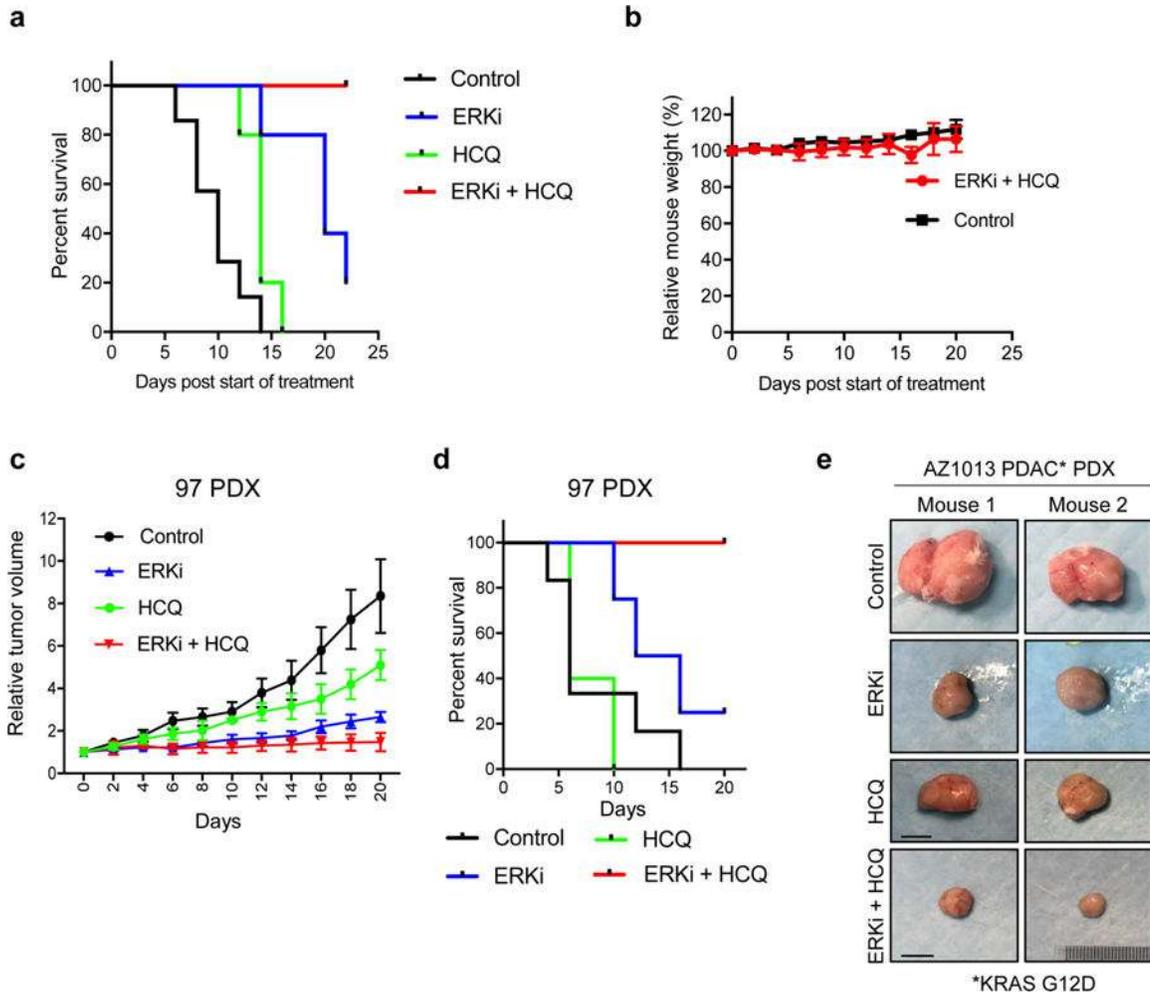 a
Percent survival
100
80
60
40
20
0
0 5 10 15 20 25
Days post start of treatment
Control
ERKi
HCQ
ERKi + HCQ
b
Relative mouse weight (%)
120
100
80
60
40
20
0
0 5 10 15 20 25
Days post start of treatment
ERKi + HCQ
Control
c
97 PDX
Relative tumor volume
12
10
8
6
4
2
0
0 2 4 6 8 10 12 14 16 18 20
Days
Control
ERKi
HCQ
ERKi + HCQ
d
97 PDX
Percent survival
100
80
60
40
20
0
0 5 10 15 20
Days
Control
HCQ
ERKi
ERKi + HCQ
e
AZ1013 PDAC* PDX
Mouse 1 Mouse 2
Control
ERKi
HCQ
ERKi + HCQ
*KRAS G12D